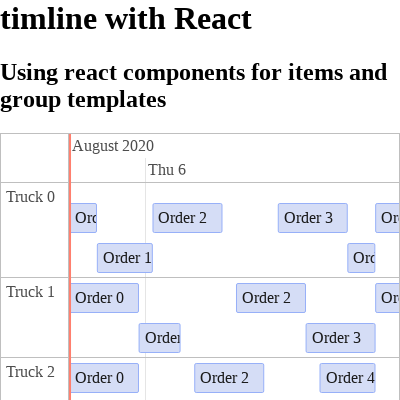 timline with React
Using react components for items and
group templates
August 2020
Thu 6
Truck 0
Ord
Order 2
Order 3
Or
Order 1
Ord
Truck 1
Order 0
Order 2
Or
Order
Order 3
Truck 2
Order 0
Order 2
Order 4